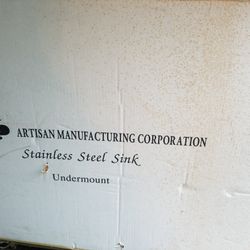 ARTISAN MANUFACTURING CORPORATION
Stainless Steel Sink
Undermount